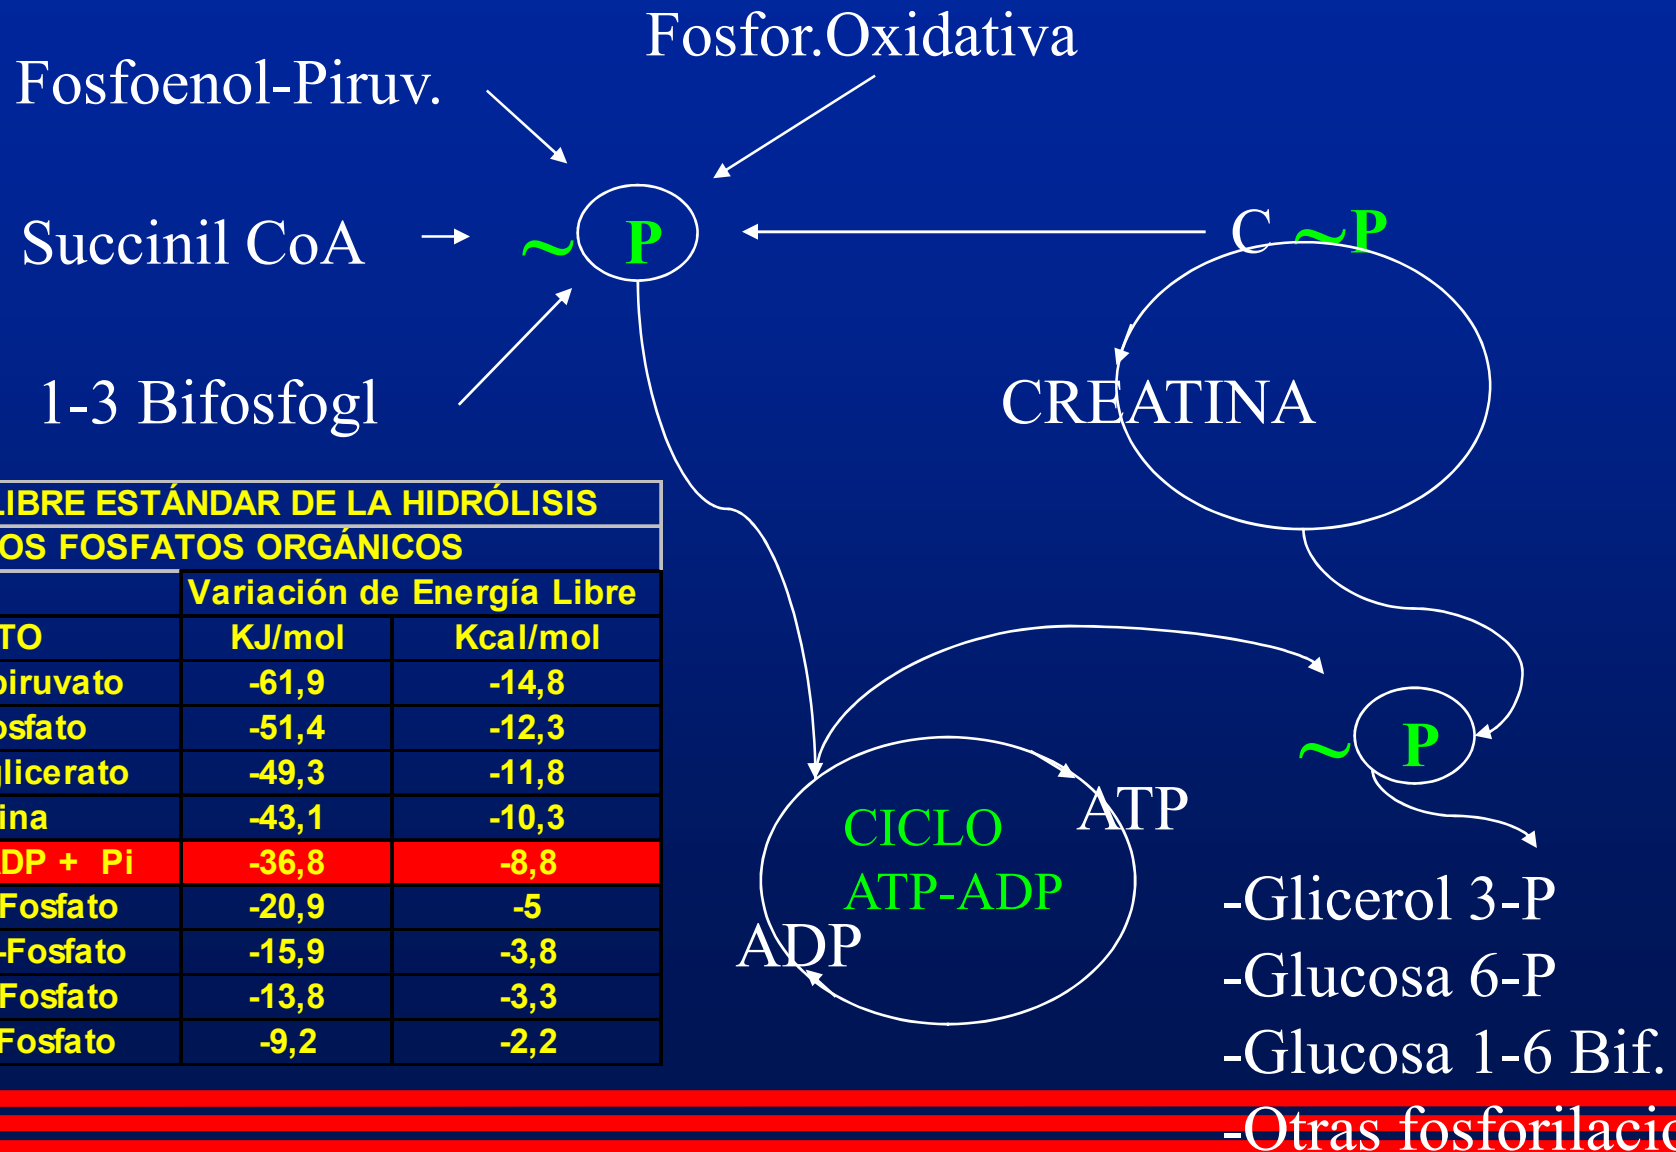 Fosfor.Oxidativa
Fosfoenol-Piruv.
Succinil CoA
~ P
C ~P
1-3 Bifosfogl
CREATINA
LIBRE ESTÁNDAR DE LA HIDRÓLISIS
OS FOSFATOS ORGÁNICOS
Variación de Energía Libre
TO KJ/mol Kcal/mol
piruvato -61,9 -14,8
osfato -51,4 -12,3
glicerato -49,3 -11,8
ina -43,1 -10,3
DP + Pi -36,8 -8,8
Fosfato -20,9 -5
-Fosfato -15,9 -3,8
Fosfato -13,8 -3,3
Fosfato -9,2 -2,2
~ P
ATP
CICLO
ATP-ADP
ADP
-Glicerol 3-P
-Glucosa 6-P
-Glucosa 1-6 Bif.
-Otras fosforilacio